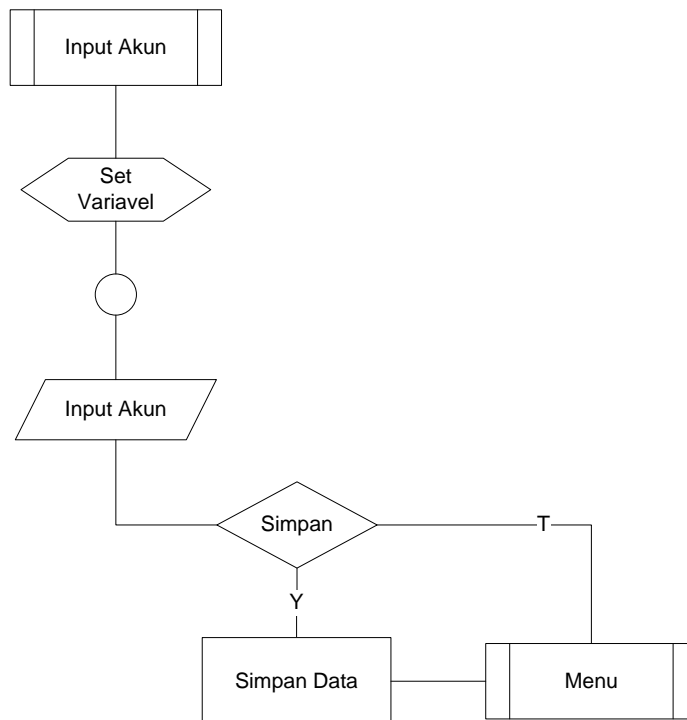 Input Akun
Set
Variavel
Input Akun
Simpan
T
Y
Simpan Data
Menu